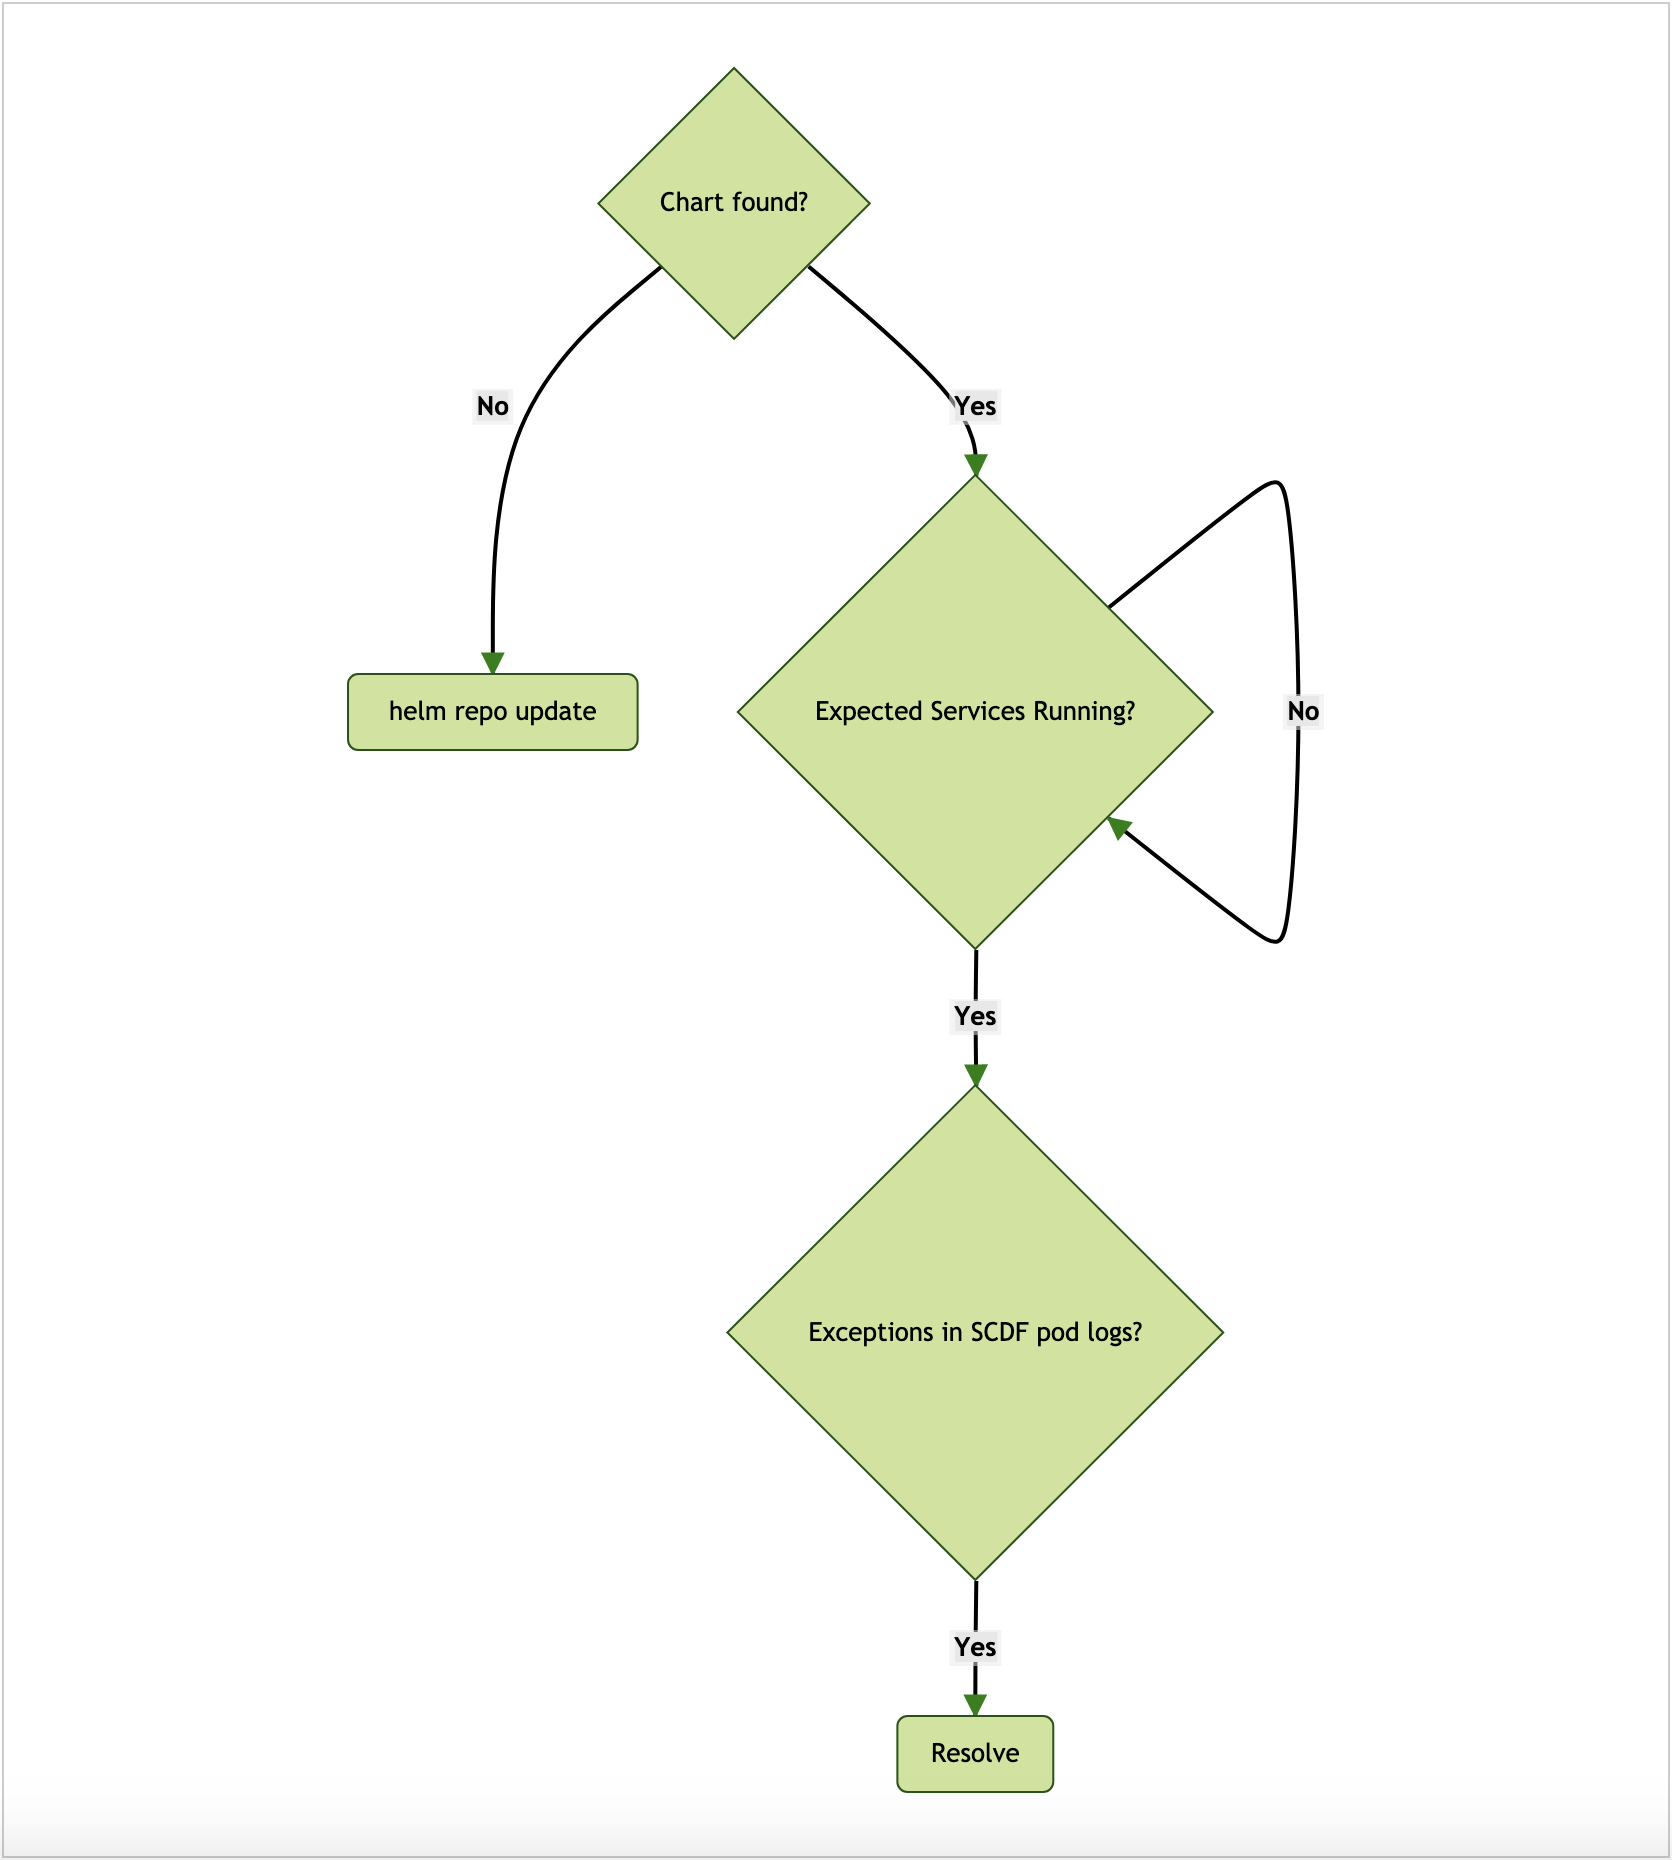 Chart found?
No
Yes
helm repo update
Expected Services Running?
No
Yes
Exceptions in SCDF pod logs?
Yes
Resolve